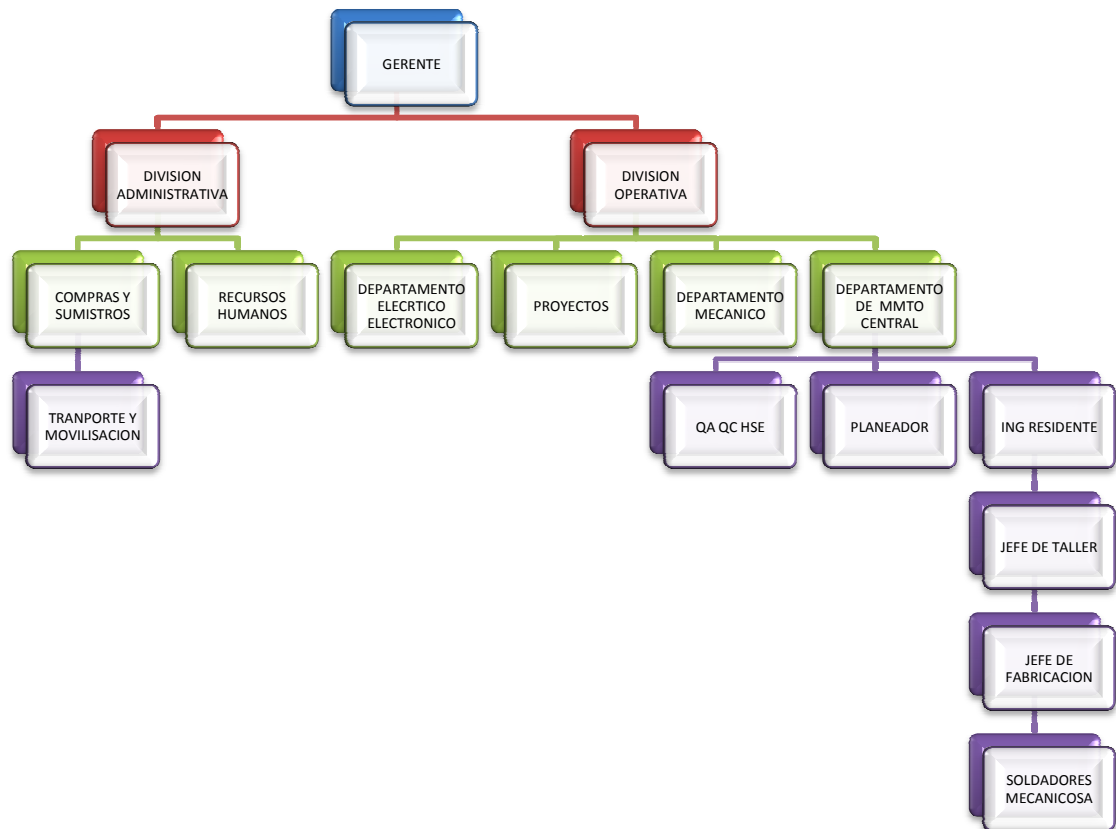 GERENTE
DIVISION
ADMINISTRATIVA
DIVISION
OPERATIVA
COMPRAS Y
SUMISTROS
RECURSOS
HUMANOS
DEPARTAMENTO
ELECRTICO
ELECTRONICO
PROYECTOS
DEPARTAMENTO
MECANICO
DEPARTAMENTO
DE MMTO
CENTRAL
TRANPORTE Y
MOVILISACION
QA QC HSE
PLANEADOR
ING RESIDENTE
JEFE DE TALLER
JEFE DE
FABRICACION
SOLDADORES
MECANICOSA